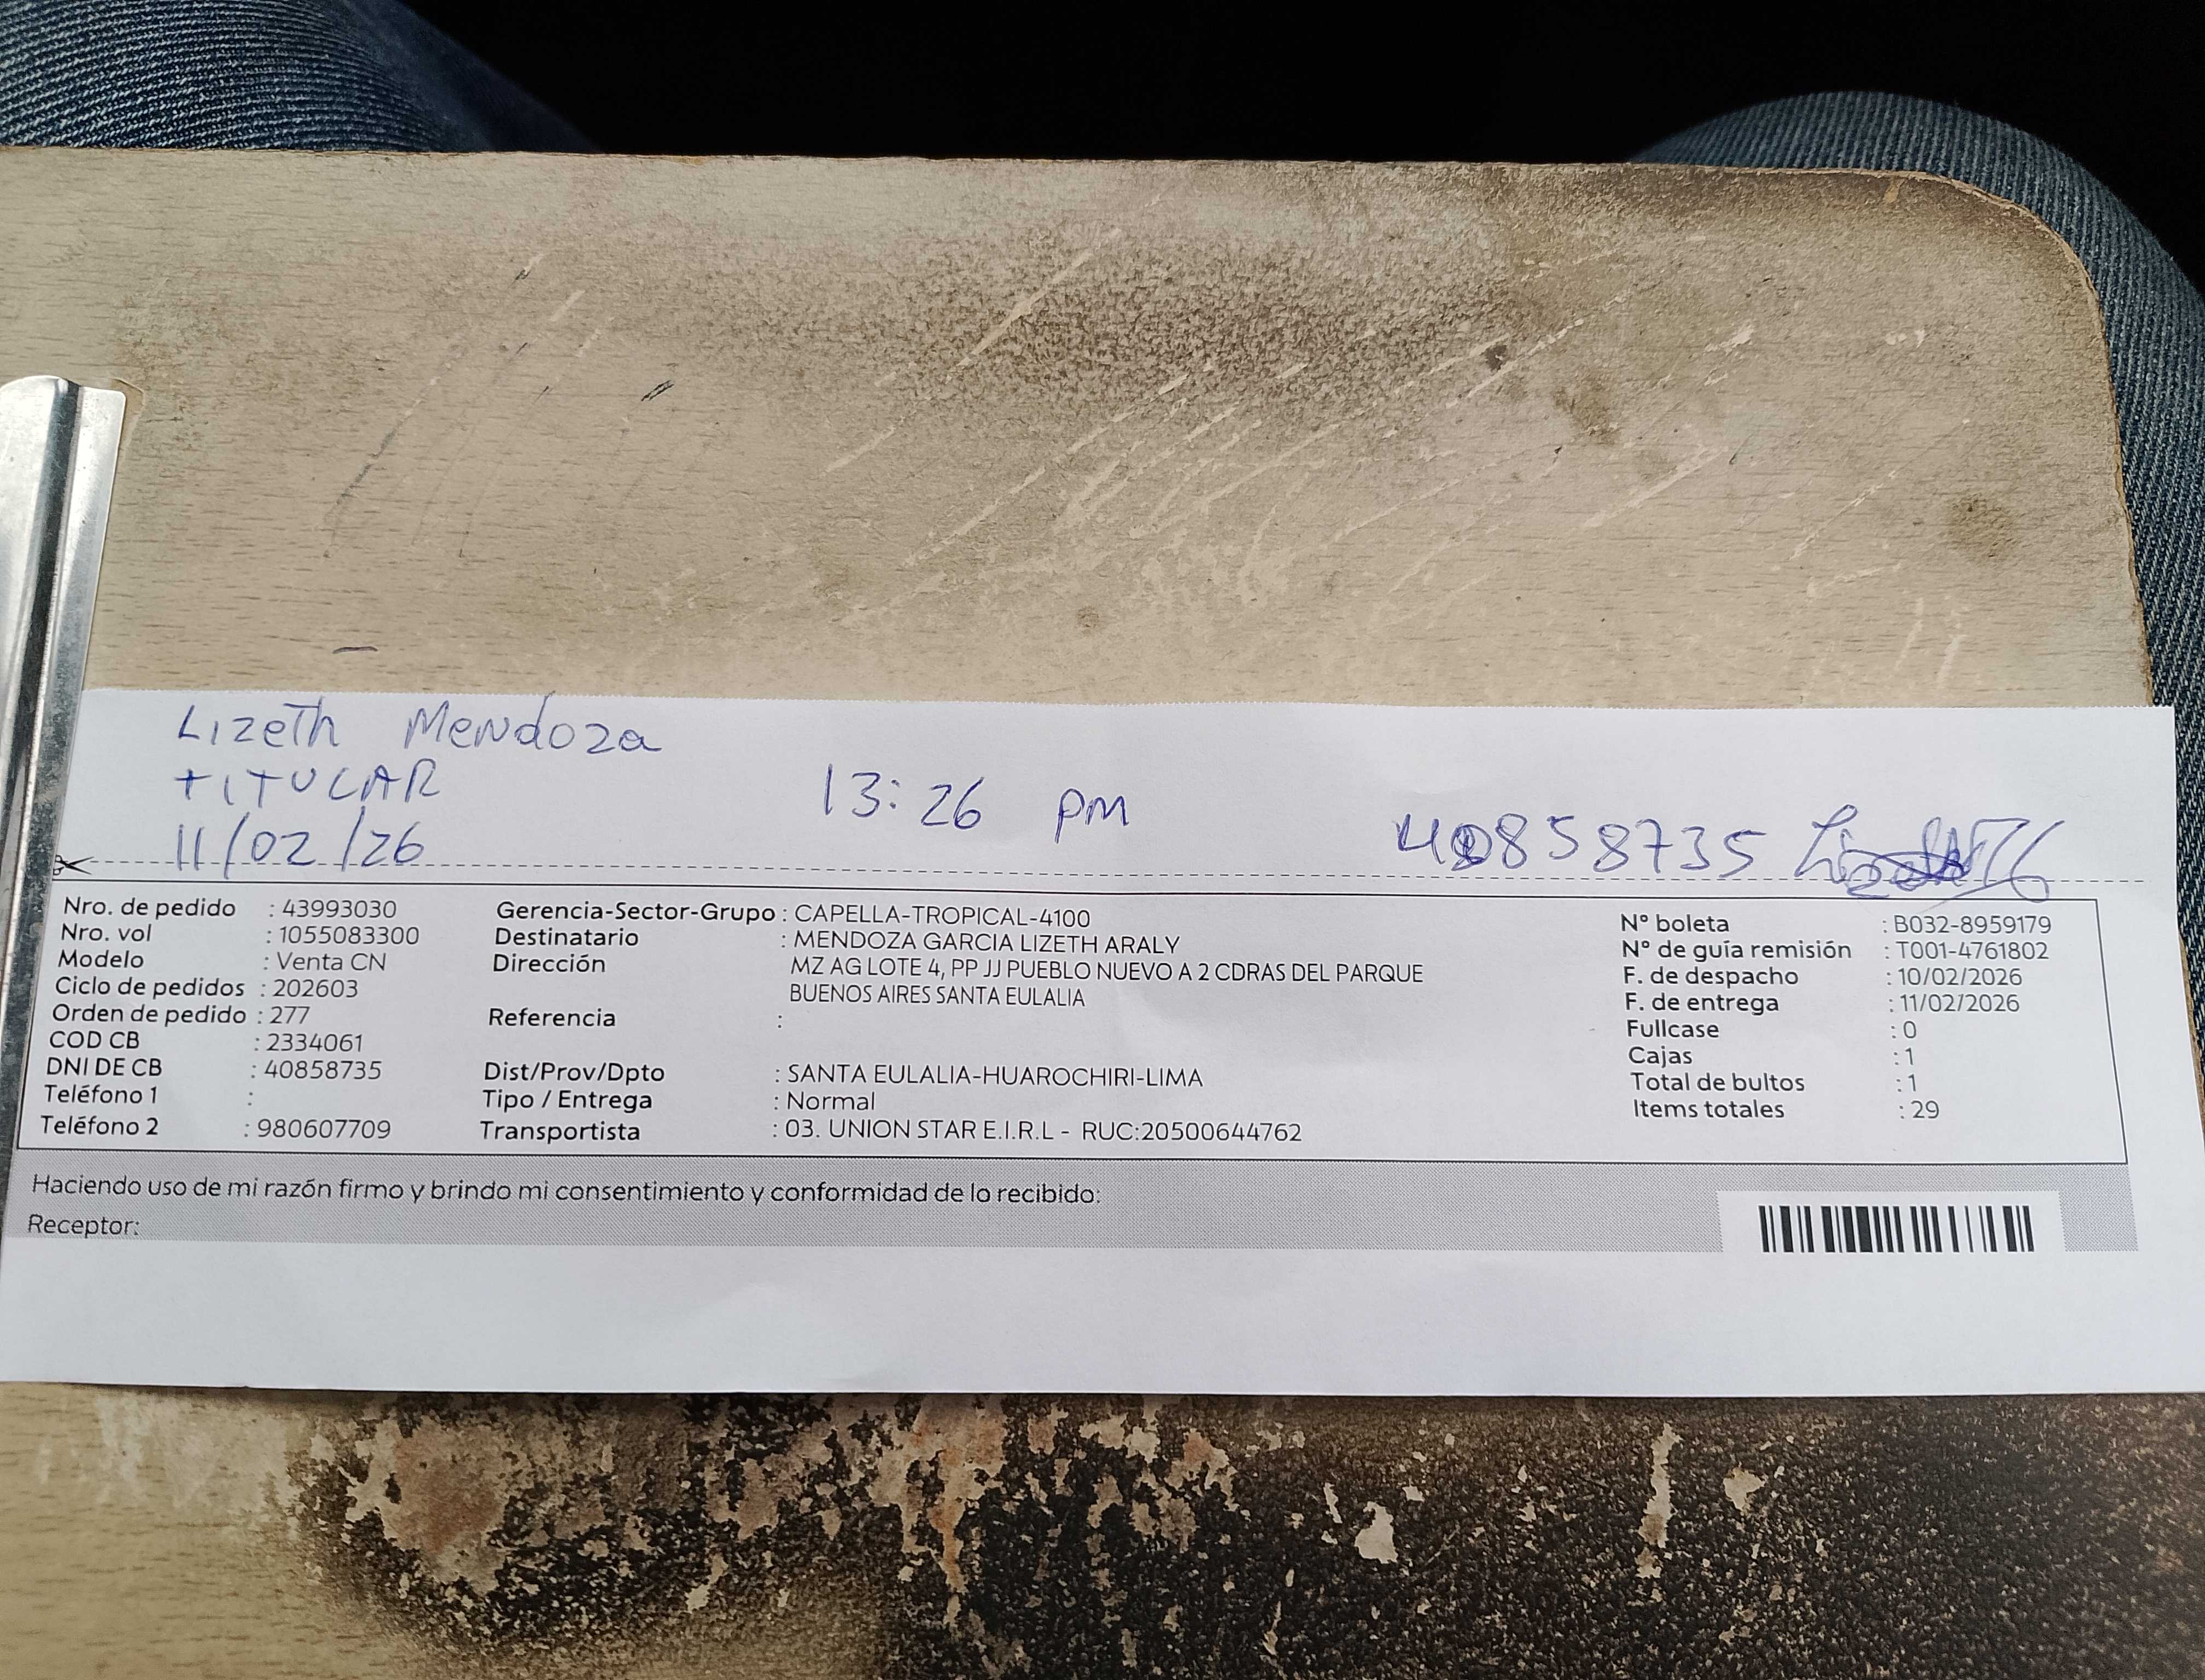 Lizeth Mendoza
TITULAR
13:26 pm
11/02/26
40858735
Nro. de pedido : 43993030
Nro. vol : 1055083300
Modelo : Venta CN
Ciclo de pedidos : 202603
Orden de pedido : 277
COD CB : 2334061
DNI DE CB : 40858735
Teléfono 1 :
Teléfono 2 : 980607709
Gerencia-Sector-Grupo : CAPELLA-TROPICAL-4100
Destinatario : MENDOZA GARCIA LIZETH ARALY
Dirección MZ AG LOTE 4, PP JJ PUEBLO NUEVO A 2 CDRAS DEL PARQUE
BUENOS AIRES SANTA EULALIA
Referencia :
Dist/Prov/Dpto : SANTA EULALIA-HUAROCHIRI-LIMA
Tipo / Entrega : Normal
Transportista : 03. UNION STAR E.I.R.L - RUC:20500644762
N° boleta : B032-8959179
N° de guía remisión : T001-4761802
F. de despacho : 10/02/2026
F. de entrega : 11/02/2026
Fullcase : 0
Cajas : 1
Total de bultos : 1
Items totales : 29
Haciendo uso de mi razón firmo y brindo mi consentimiento y conformidad de lo recibido:
Receptor: